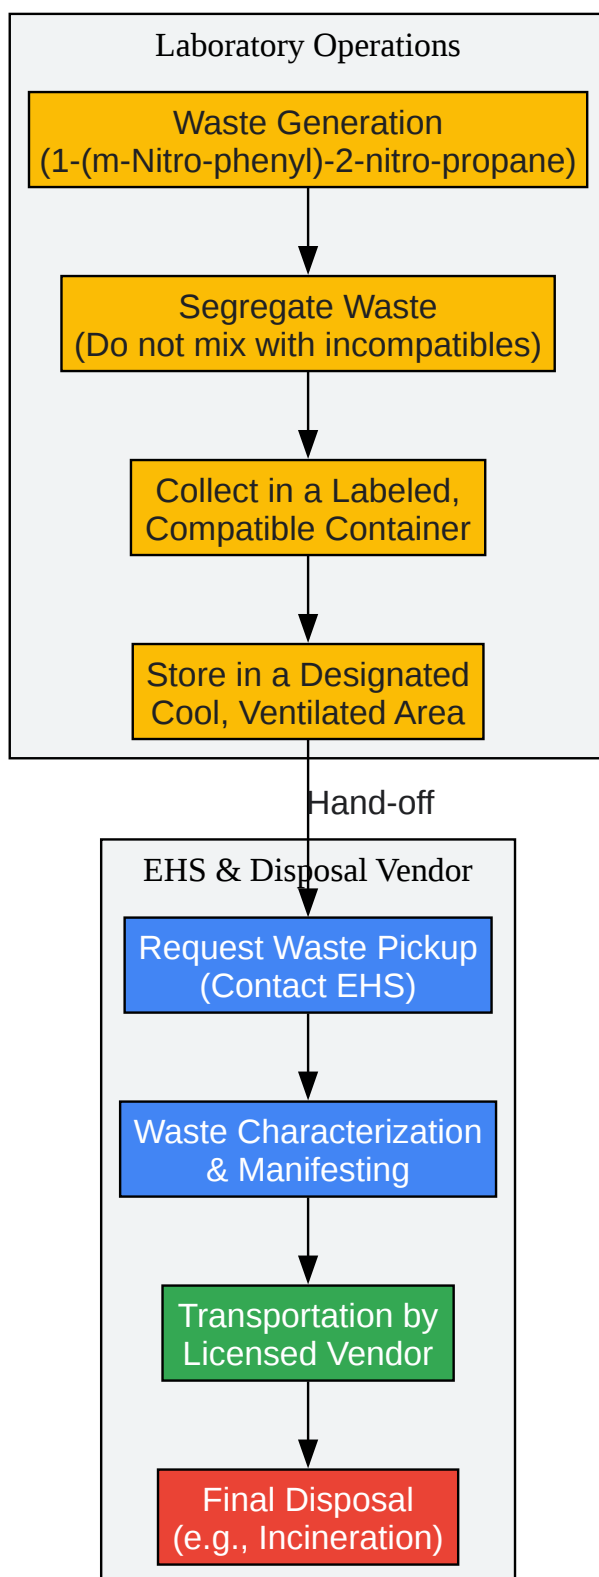 Laboratory Operations
Waste Generation
(1-(m-Nitro-phenyl)-2-nitro-propane)
Segregate Waste
(Do not mix with incompatibles)
Collect in a Labeled,
Compatible Container
Store in a Designated
Cool, Ventilated Area
Hand-off
EHS & Disposal Vendor
Request Waste Pickup
(Contact EHS)
Waste Characterization
& Manifesting
Transportation by
Licensed Vendor
Final Disposal
(e.g., Incineration)